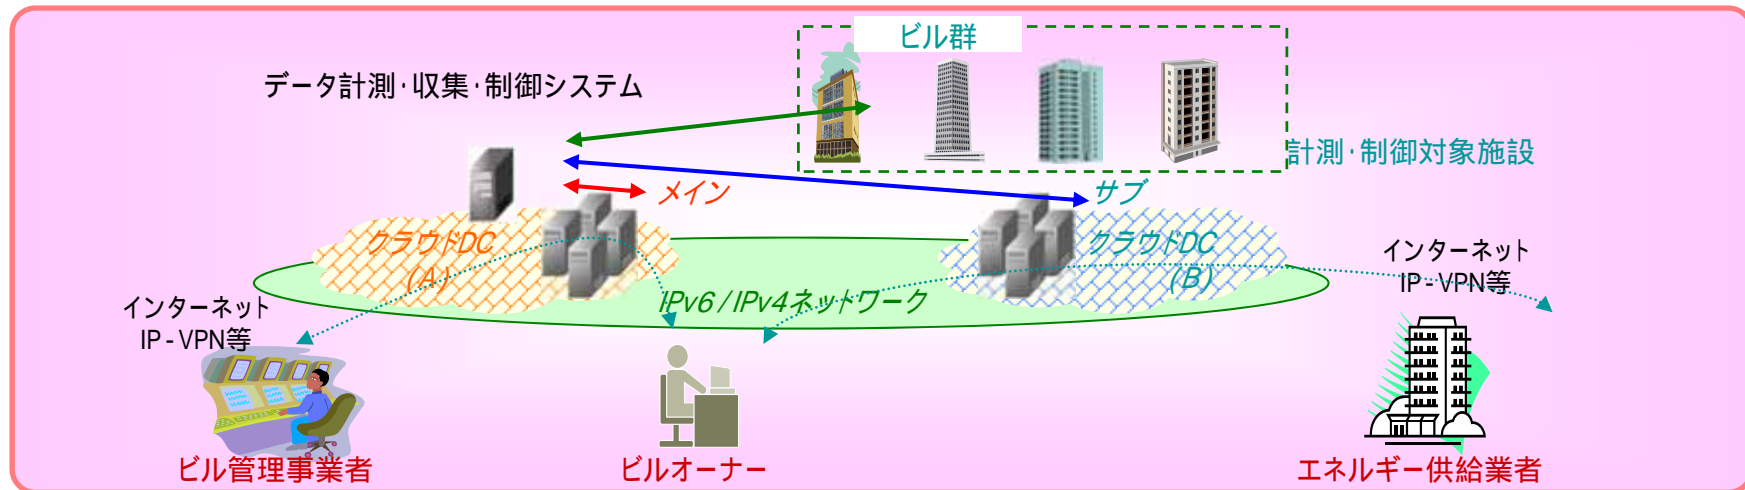 ビル群
データ計測・収集・制御システム
計測・制御対象施設
メイン
サブ
クラウドDC
(A)
クラウドDC
(B)
インターネット
IP-VPN等
IPv6/IPv4ネットワーク
インターネット
IP-VPN等
ビル管理事業者
ビルオーナー
エネルギー供給業者